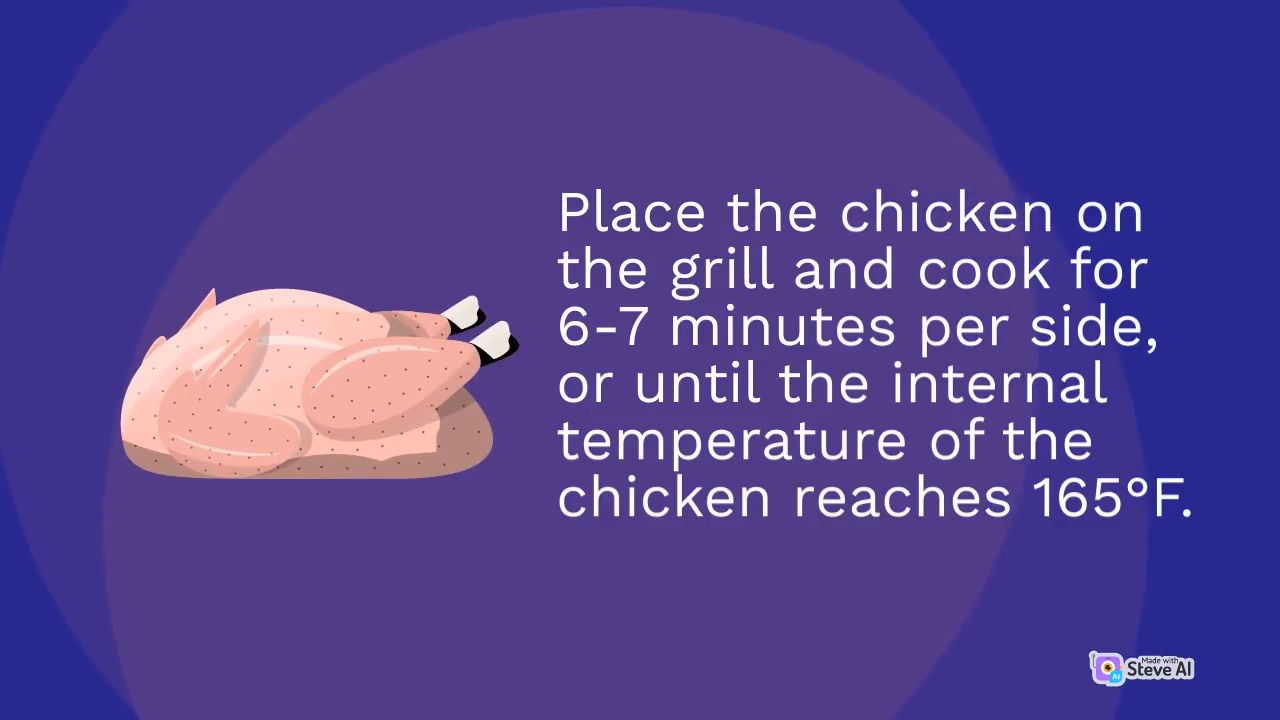 Place the chicken on
the grill and cook for
6-7 minutes per side,
or until the internal
temperature of the
chicken reaches 165°F.
Made with
Steve AI
AI